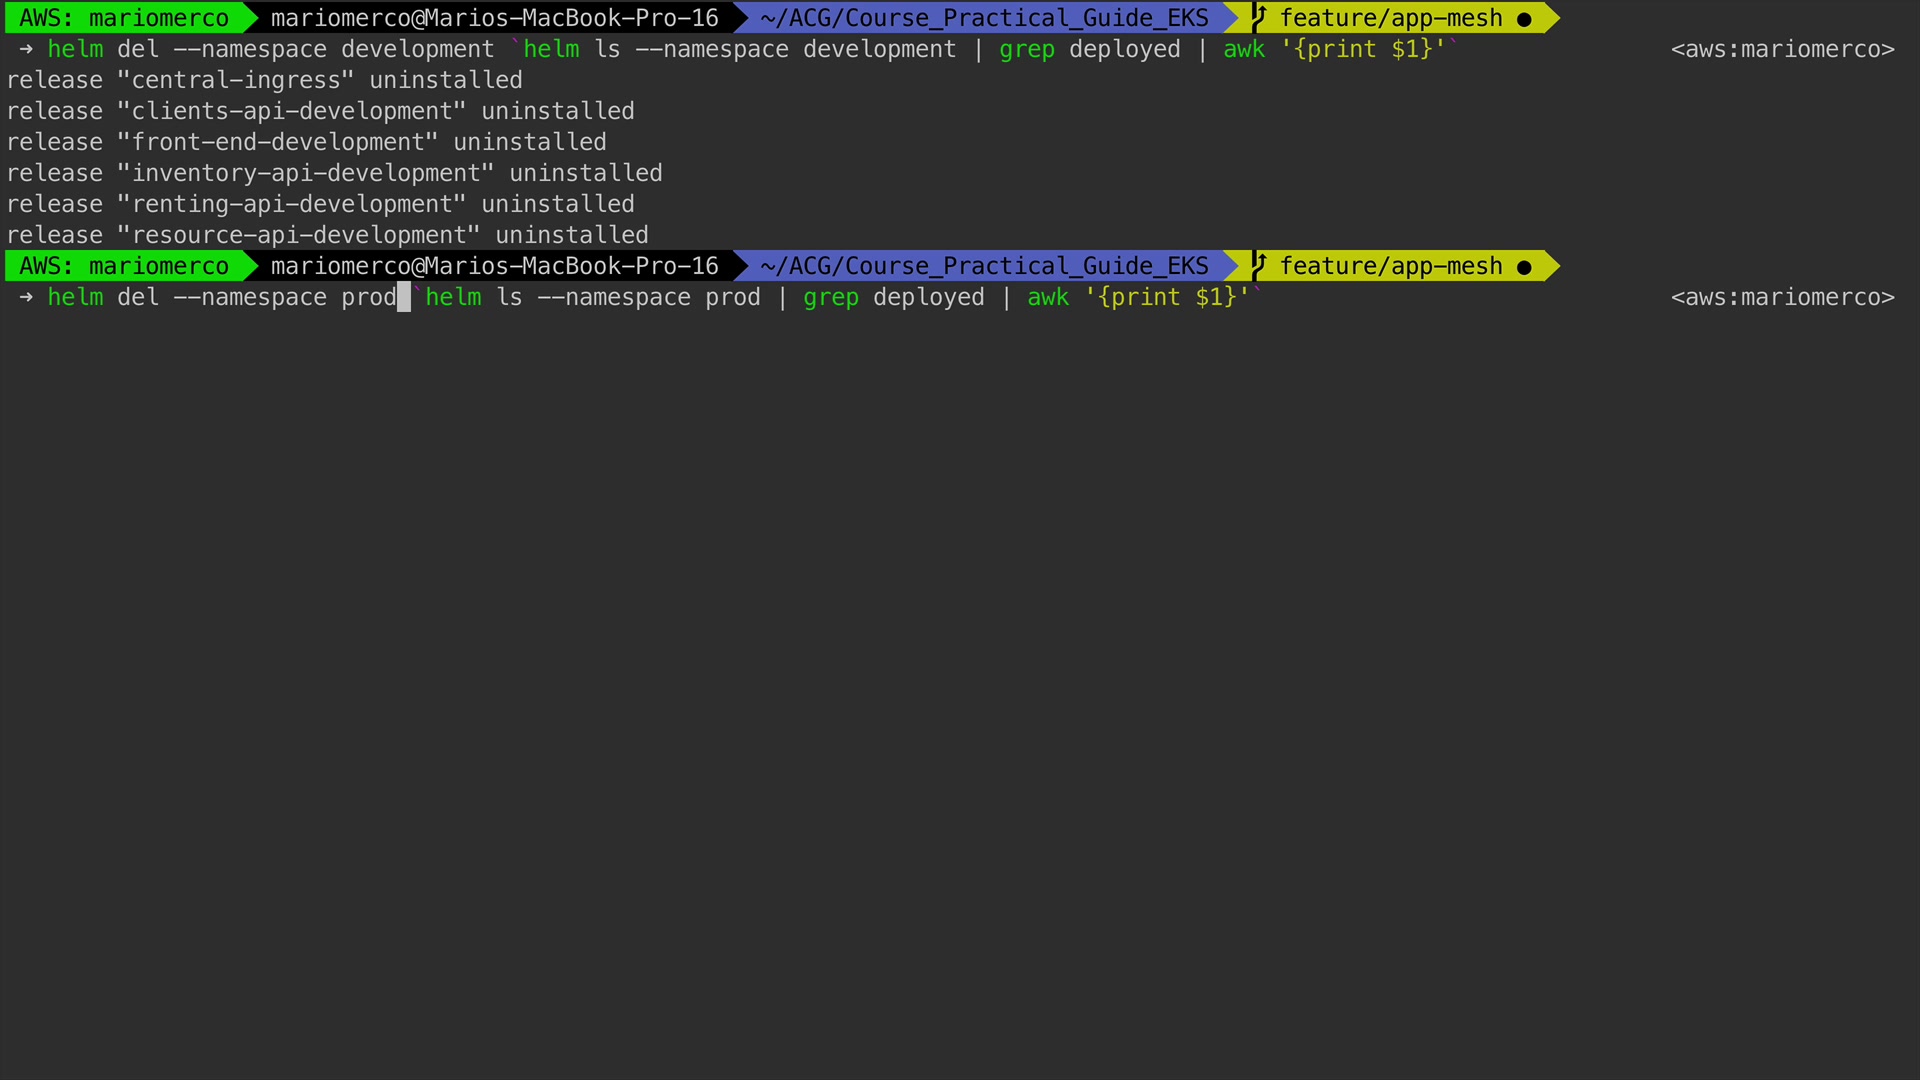 AWS: mariomerco mariomerco@Marios-MacBook-Pro-16 ~/ACG/Course_Practical_Guide_EKS feature/app-mesh ●
→ helm del --namespace development `helm ls --namespace development | grep deployed | awk '{print $1}'` <aws:mariomerco>
release "central-ingress" uninstalled
release "clients-api-development" uninstalled
release "front-end-development" uninstalled
release "inventory-api-development" uninstalled
release "renting-api-development" uninstalled
release "resource-api-development" uninstalled
AWS: mariomerco mariomerco@Marios-MacBook-Pro-16 ~/ACG/Course_Practical_Guide_EKS feature/app-mesh ●
→ helm del --namespace prod `helm ls --namespace prod | grep deployed | awk '{print $1}'` <aws:mariomerco>